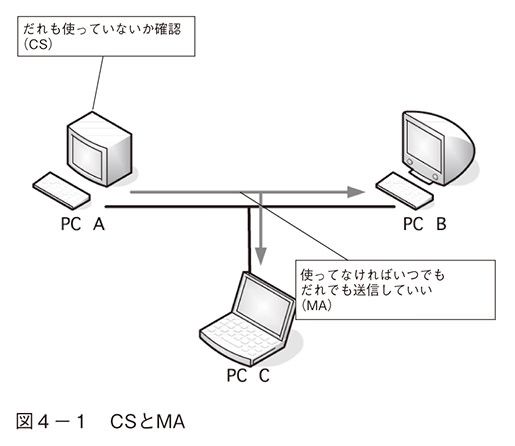 だれも使っていないか確認
（CS）
PC A
PC B
使ってなければいつでも
だれでも送信していい
（MA）
PC C
図４－１　CSとMA